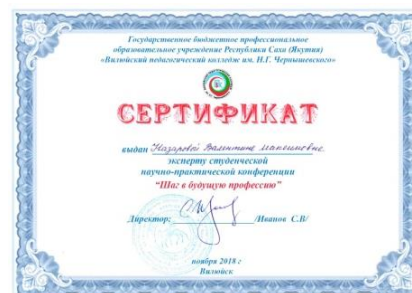 Государственное бюджетное профессиональное
образовательное учреждение Республики Саха (Якутия)
«Вилюйский педагогический колледж им. Н.Г. Чернышевского»
СЕРТИФИКАТ
выдан Назаровой Валентине
эксперту студенческой
научно-практической конференции
"Шаг в будущую профессию"
Директор: /Иванов С.В/
ноября 2018 г
Вилюйск